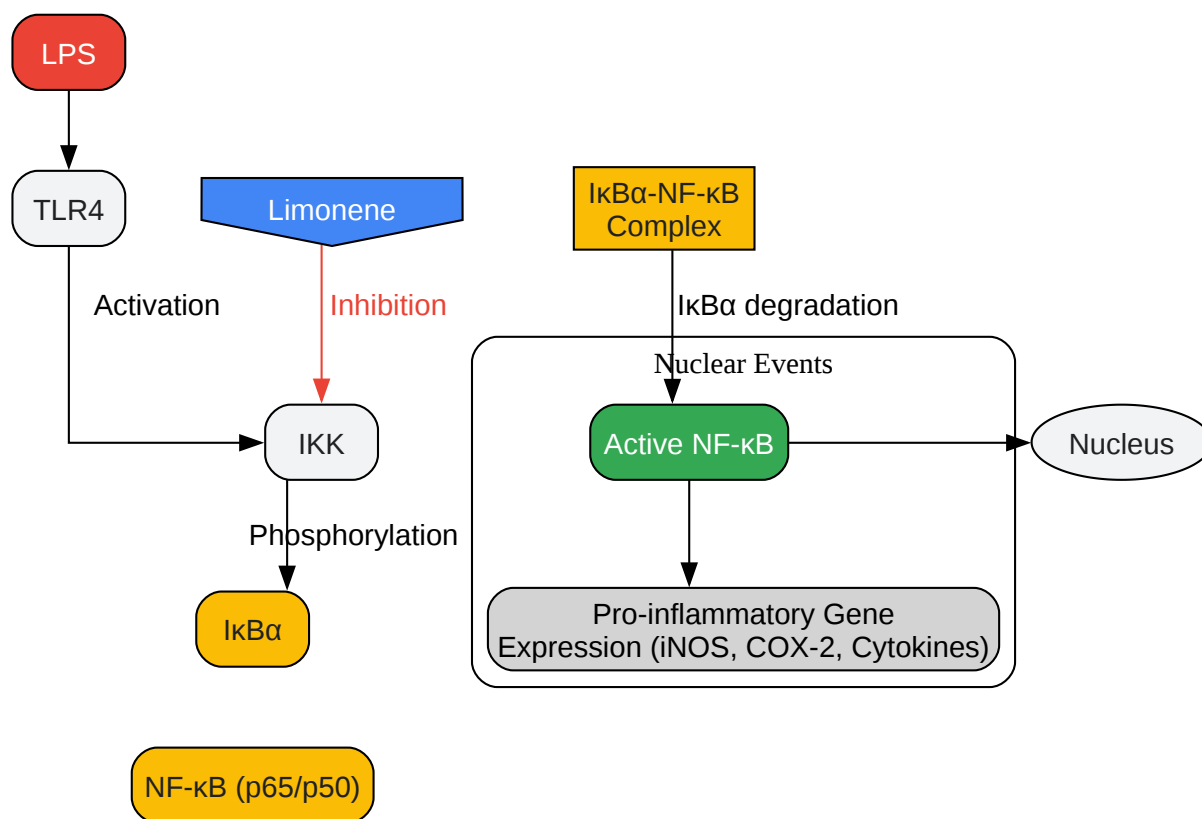 LPS
TLR4
Limonene
IκBα-NF-κB
Complex
Activation
Inhibition
IκBα degradation
Nuclear Events
IKK
Active NF-κB
Nucleus
Phosphorylation
IκBα
Pro-inflammatory Gene
Expression (iNOS, COX-2, Cytokines)
NF-κB (p65/p50)